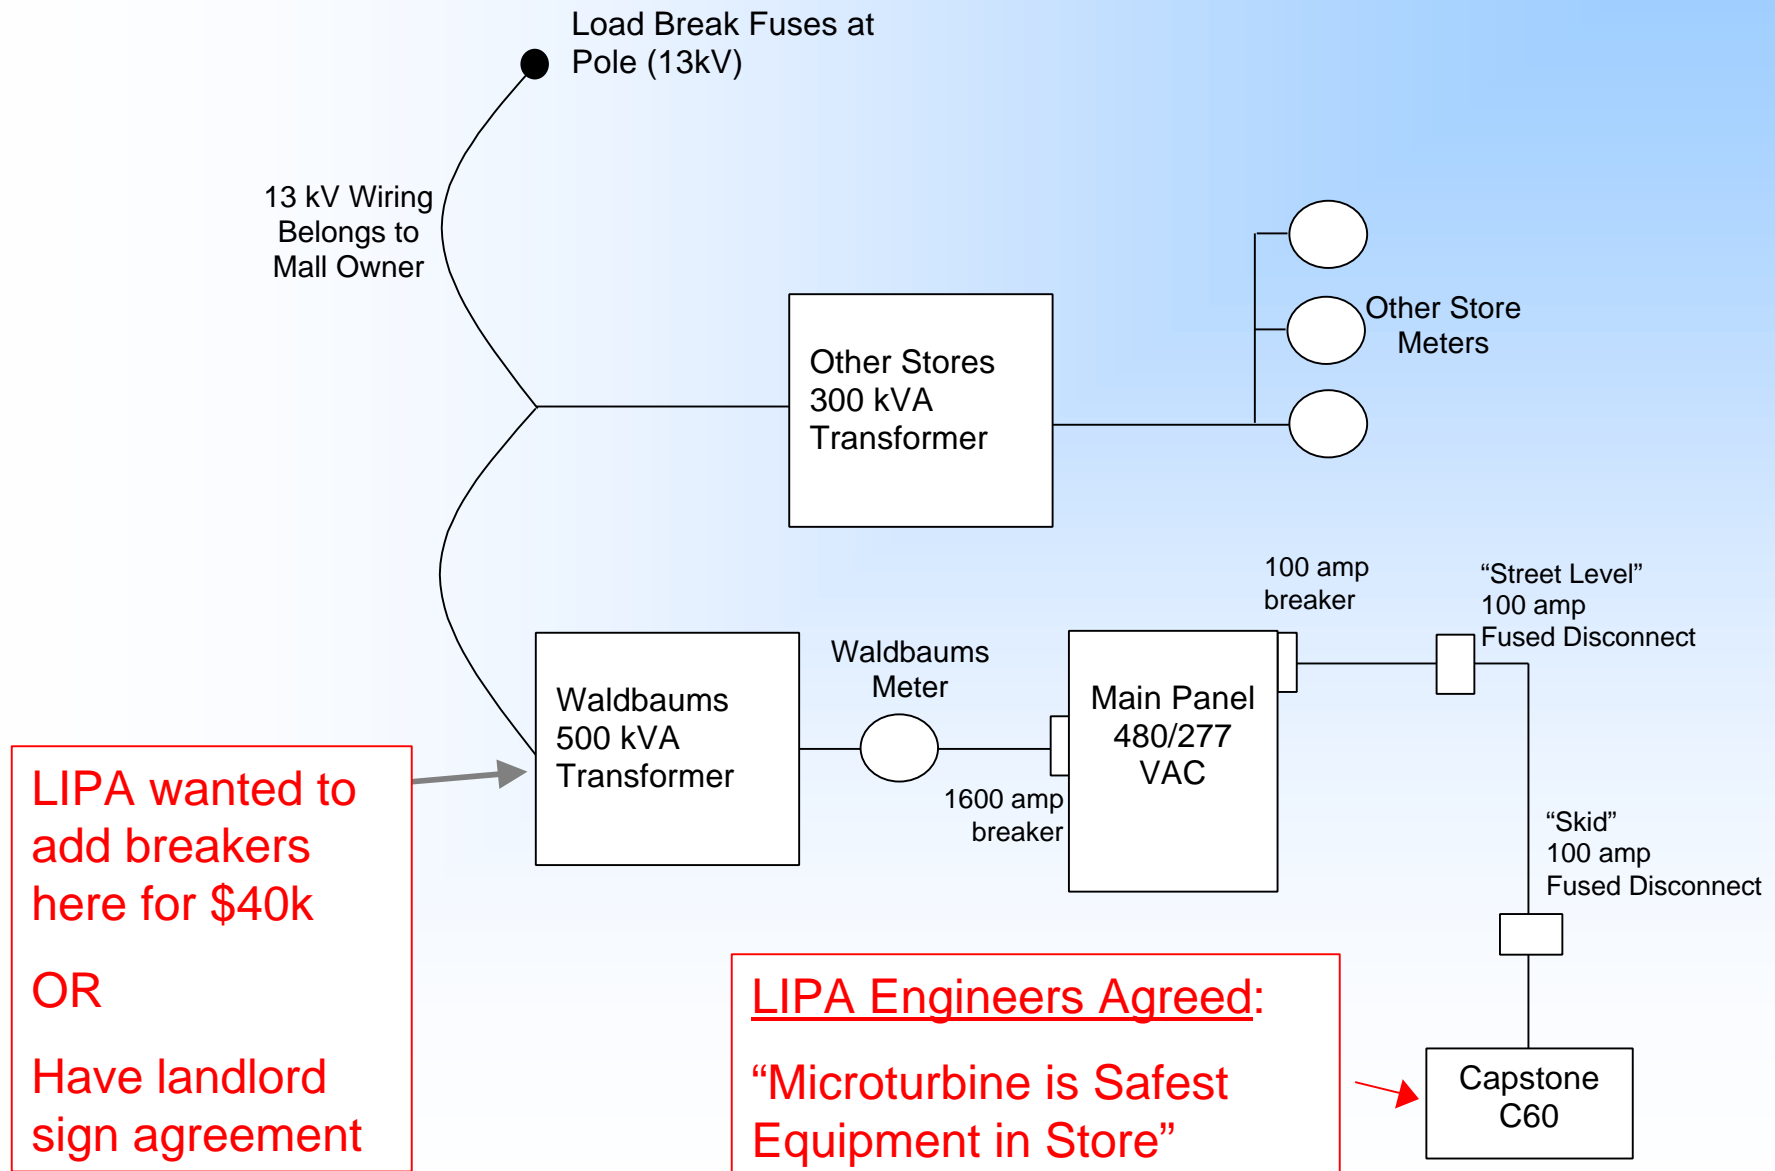 Load Break Fuses at
Pole (13kV)
13 kV Wiring
Belongs to
Mall Owner
Other Stores
300 kVA
Transformer
Other Store
Meters
100 amp
breaker
“Street Level”
100 amp
Fused Disconnect
Waldbaums
500 kVA
Transformer
Waldbaums
Meter
1600 amp
breaker
Main Panel
480/277
VAC
“Skid”
100 amp
Fused Disconnect
LIPA wanted to
add breakers
here for $40k
OR
Have landlord
sign agreement
LIPA Engineers Agreed:
“Microturbine is Safest
Equipment in Store”
Capstone
C60